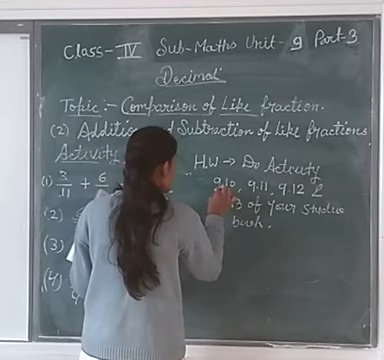 Class - IV Sub - Maths Unit - 9 Part - 3
Decimal
Topic :- Comparison of Like fraction.
(2) Addition and Subtraction of Like fractions
Activity
(1) 3/11 + 6
(2)
(3)
(4)
H.W → Do Activity
9.10, 9.11, 9.12 &
of your
book.